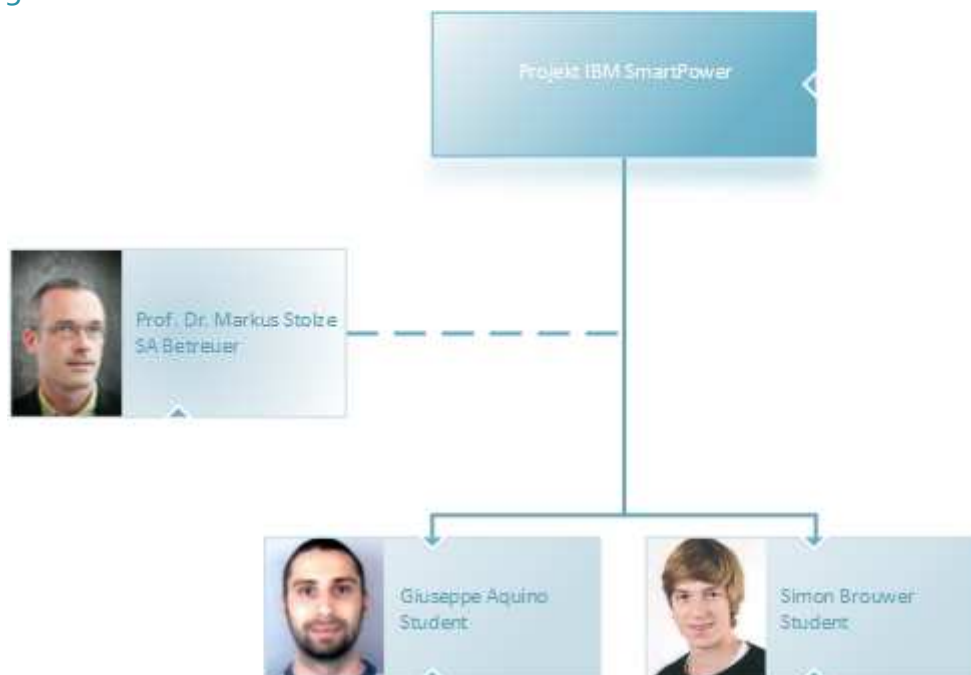 Projekt IBM SmartPower
Prof. Dr. Markus Stolze
SA Betreuer
Giuseppe Aquino
Student
Simon Brouwer
Student